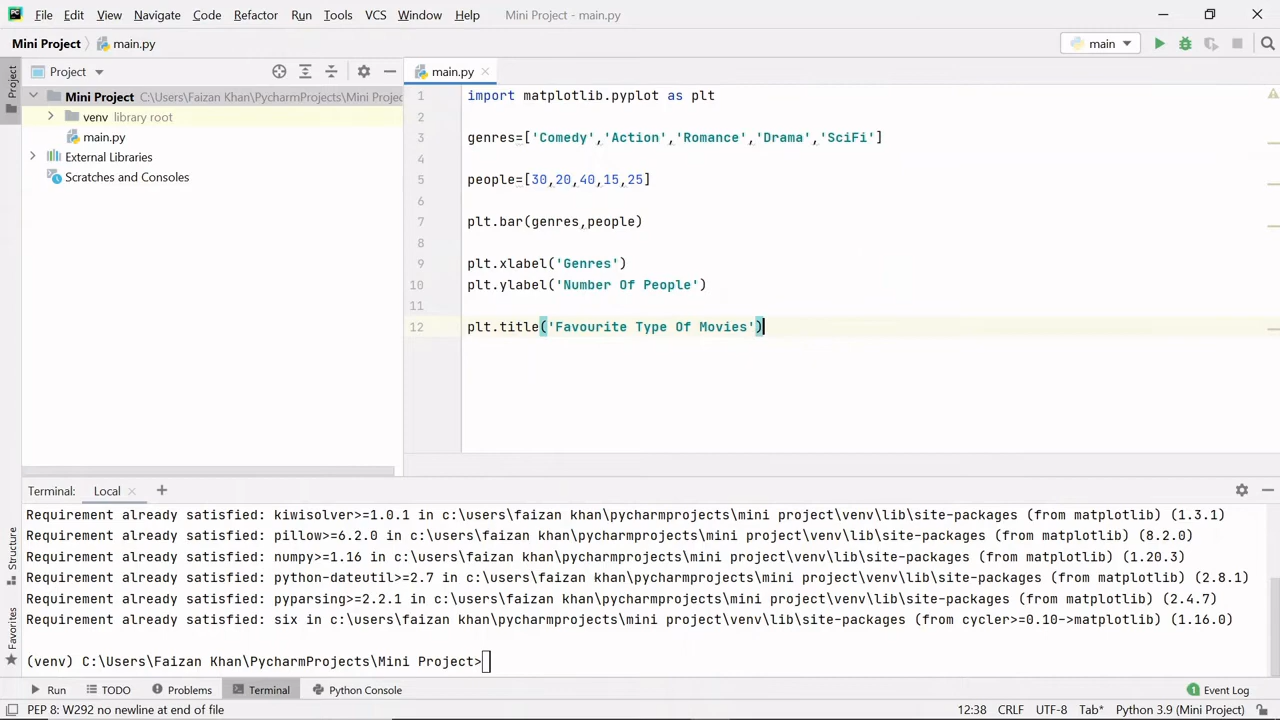 File Edit View Navigate Code Refactor Run Tools VCS Window Help Mini Project - main.py
Mini Project main.py main
Project
Project
Mini Project C:\Users\Faizan Khan\PycharmProjects\Mini Projec
venv library root
main.py
External Libraries
Scratches and Consoles
main.py
1 import matplotlib.pyplot as plt
2
3 genres=['Comedy','Action','Romance','Drama','SciFi']
4
5 people=[30,20,40,15,25]
6
7 plt.bar(genres,people)
8
9 plt.xlabel('Genres')
10 plt.ylabel('Number Of People')
11
12 plt.title('Favourite Type Of Movies')
Structure
Favorites
Terminal: Local
Requirement already satisfied: kiwisolver>=1.0.1 in c:\users\faizan khan\pycharmprojects\mini project\venv\lib\site-packages (from matplotlib) (1.3.1)
Requirement already satisfied: pillow>=6.2.0 in c:\users\faizan khan\pycharmprojects\mini project\venv\lib\site-packages (from matplotlib) (8.2.0)
Requirement already satisfied: numpy>=1.16 in c:\users\faizan khan\pycharmprojects\mini project\venv\lib\site-packages (from matplotlib) (1.20.3)
Requirement already satisfied: python-dateutil>=2.7 in c:\users\faizan khan\pycharmprojects\mini project\venv\lib\site-packages (from matplotlib) (2.8.1)
Requirement already satisfied: pyparsing>=2.2.1 in c:\users\faizan khan\pycharmprojects\mini project\venv\lib\site-packages (from matplotlib) (2.4.7)
Requirement already satisfied: six in c:\users\faizan khan\pycharmprojects\mini project\venv\lib\site-packages (from cycler>=0.10->matplotlib) (1.16.0)
(venv) C:\Users\Faizan Khan\PycharmProjects\Mini Project>
Run TODO Problems Terminal Python Console Event Log
PEP 8: W292 no newline at end of file 12:38 CRLF UTF-8 Tab* Python 3.9 (Mini Project)